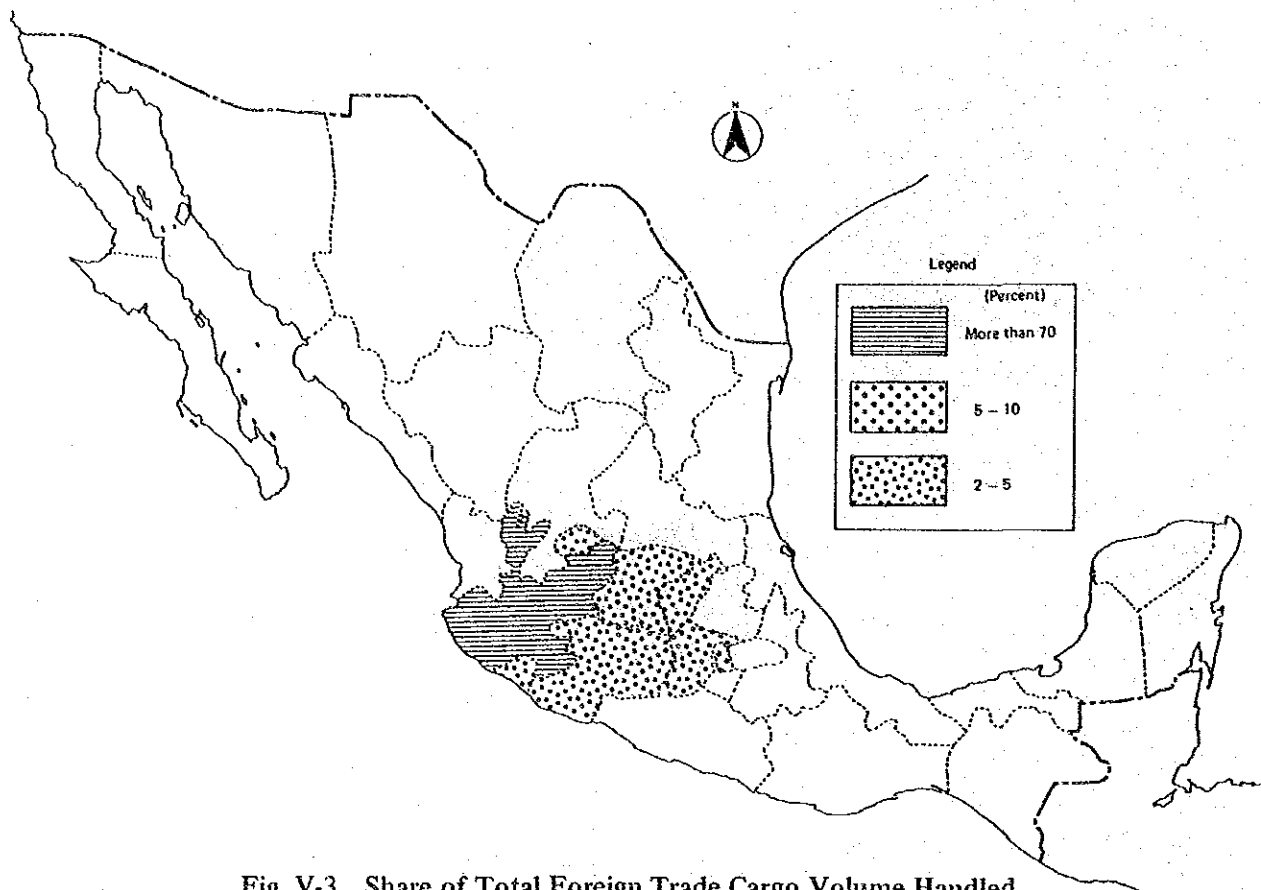 N
Legend
(Percent)
More than 70
5 – 10
2 – 5
Fig. V-3 Share of Total Foreign Trade Cargo Volume Handled